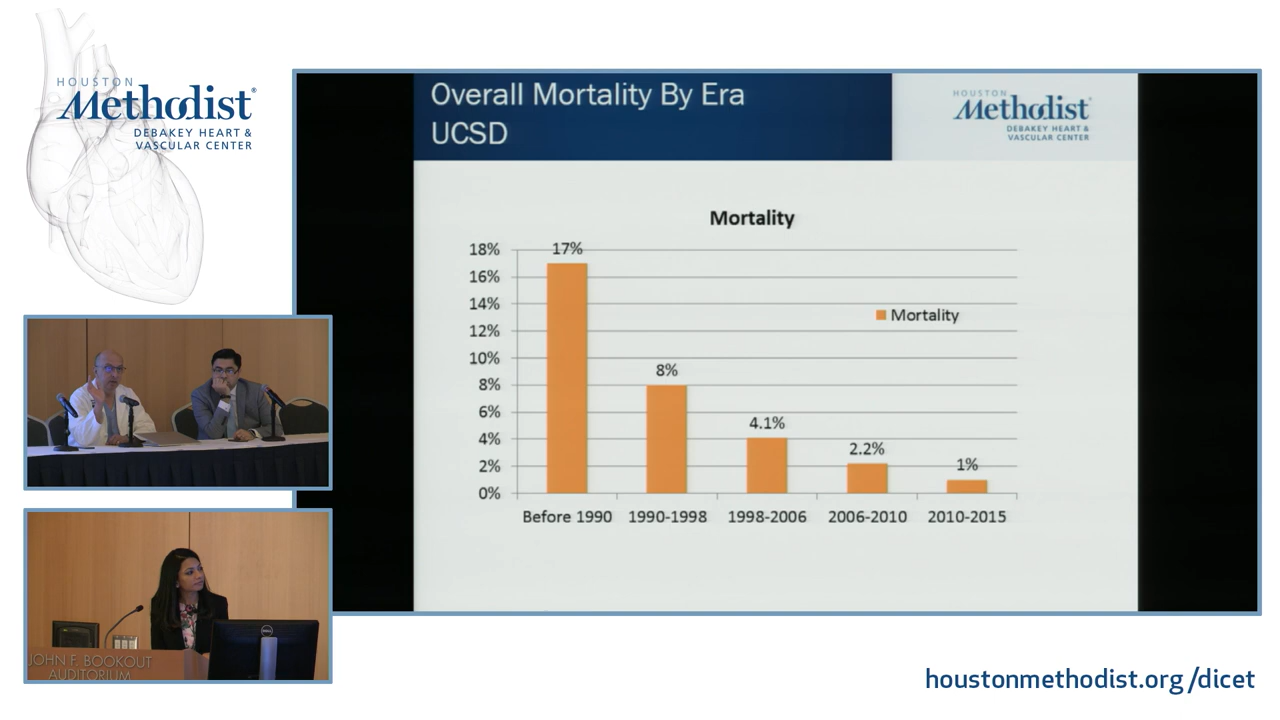 HOUSTON
Methodist®
DEBAKEY HEART &
VASCULAR CENTER
Overall Mortality By Era
UCSD
HOUSTON
Methodist
DEBAKEY HEART &
VASCULAR CENTER
Mortality
18%
16%
14%
12%
10%
8%
6%
4%
2%
0%
17%
8%
4.1%
2.2%
1%
Mortality
Before 1990
1990-1998
1998-2006
2006-2010
2010-2015
DELL
JOHN F. BOOKOUT
AUDITORIUM
houstonmethodist.org/dicet